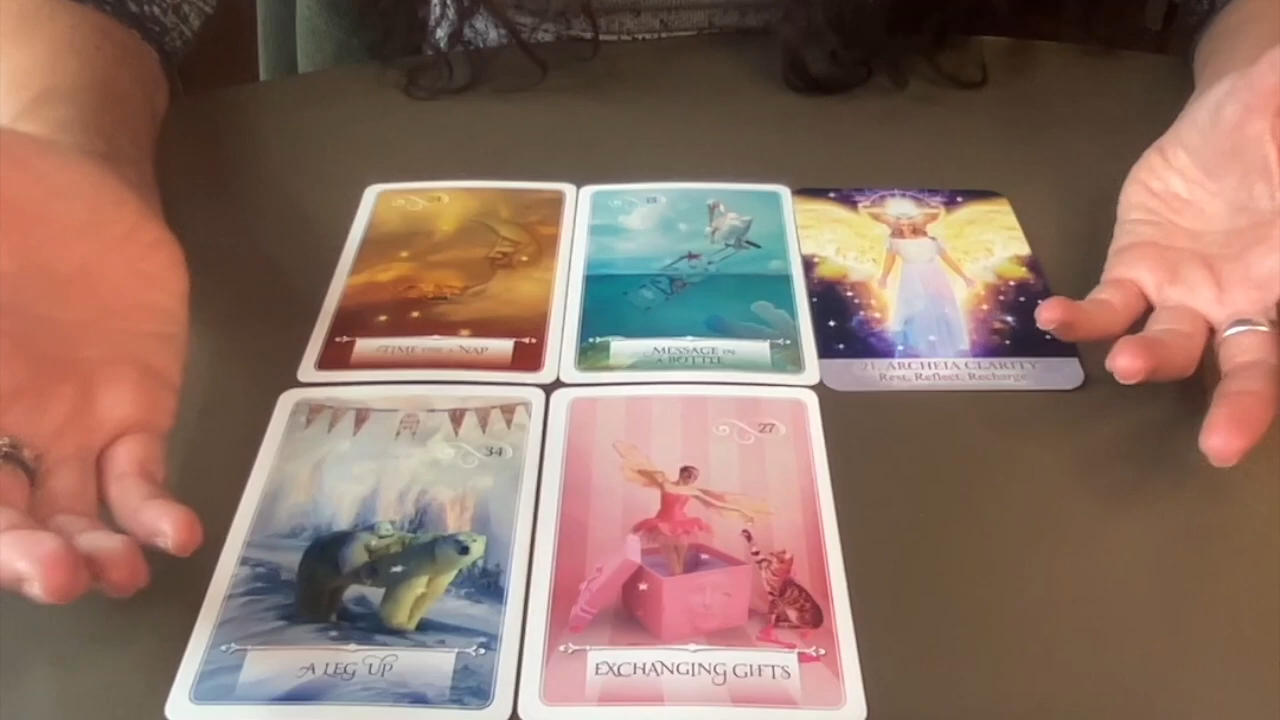 TIME FOR A NAP
MESSAGE IN
A BOTTLE
21. ARCHEIA CLARITY
Rest, Reflect, Recharge
34
27
A LEG UP
EXCHANGING GIFTS